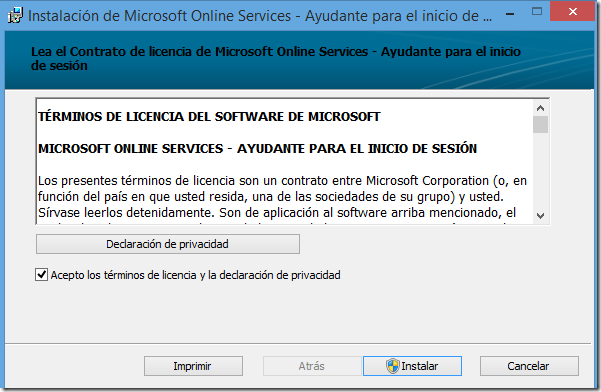 Instalación de Microsoft Online Services - Ayudante para el inicio de ...
Lea el Contrato de licencia de Microsoft Online Services - Ayudante para el inicio
de sesión
TÉRMINOS DE LICENCIA DEL SOFTWARE DE MICROSOFT
MICROSOFT ONLINE SERVICES - AYUDANTE PARA EL INICIO DE SESIÓN
Los presentes términos de licencia son un contrato entre Microsoft Corporation (o, en
función del país en que usted resida, una de las sociedades de su grupo) y usted.
Sírvase leerlos detenidamente. Son de aplicación al software arriba mencionado, el
Declaración de privacidad
Acepto los términos de licencia y la declaración de privacidad
Imprimir
Atrás
Instalar
Cancelar